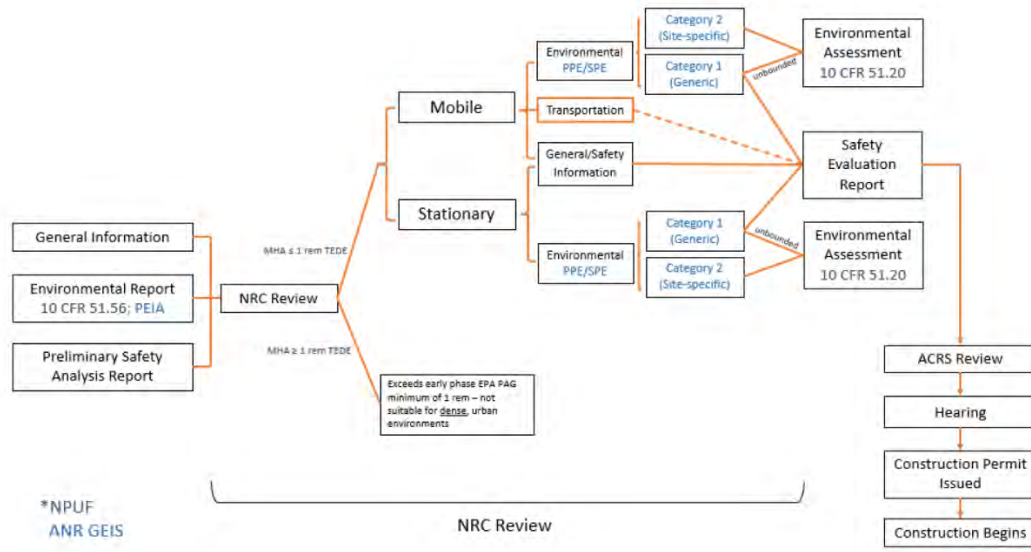 General Information
Environmental Report
10 CFR 51.56; PEIA
Preliminary Safety
Analysis Report
NRC Review
MHA ≤ 1 rem TEDE
MHA ≥ 1 rem TEDE
Exceeds early phase EPA PAG
minimum of 1 rem – not
suitable for dense, urban
environments
Mobile
Stationary
Environmental
PPE/SPE
Transportation
General/Safety
Information
Environmental
PPE/SPE
Category 2
(Site-specific)
Category 1
(Generic)
Category 1
(Generic)
Category 2
(Site-specific)
unbounded
unbounded
Environmental
Assessment
10 CFR 51.20
Safety
Evaluation
Report
Environmental
Assessment
10 CFR 51.20
ACRS Review
Hearing
Construction Permit
Issued
Construction Begins
NRC Review
*NPUF
ANR GEIS